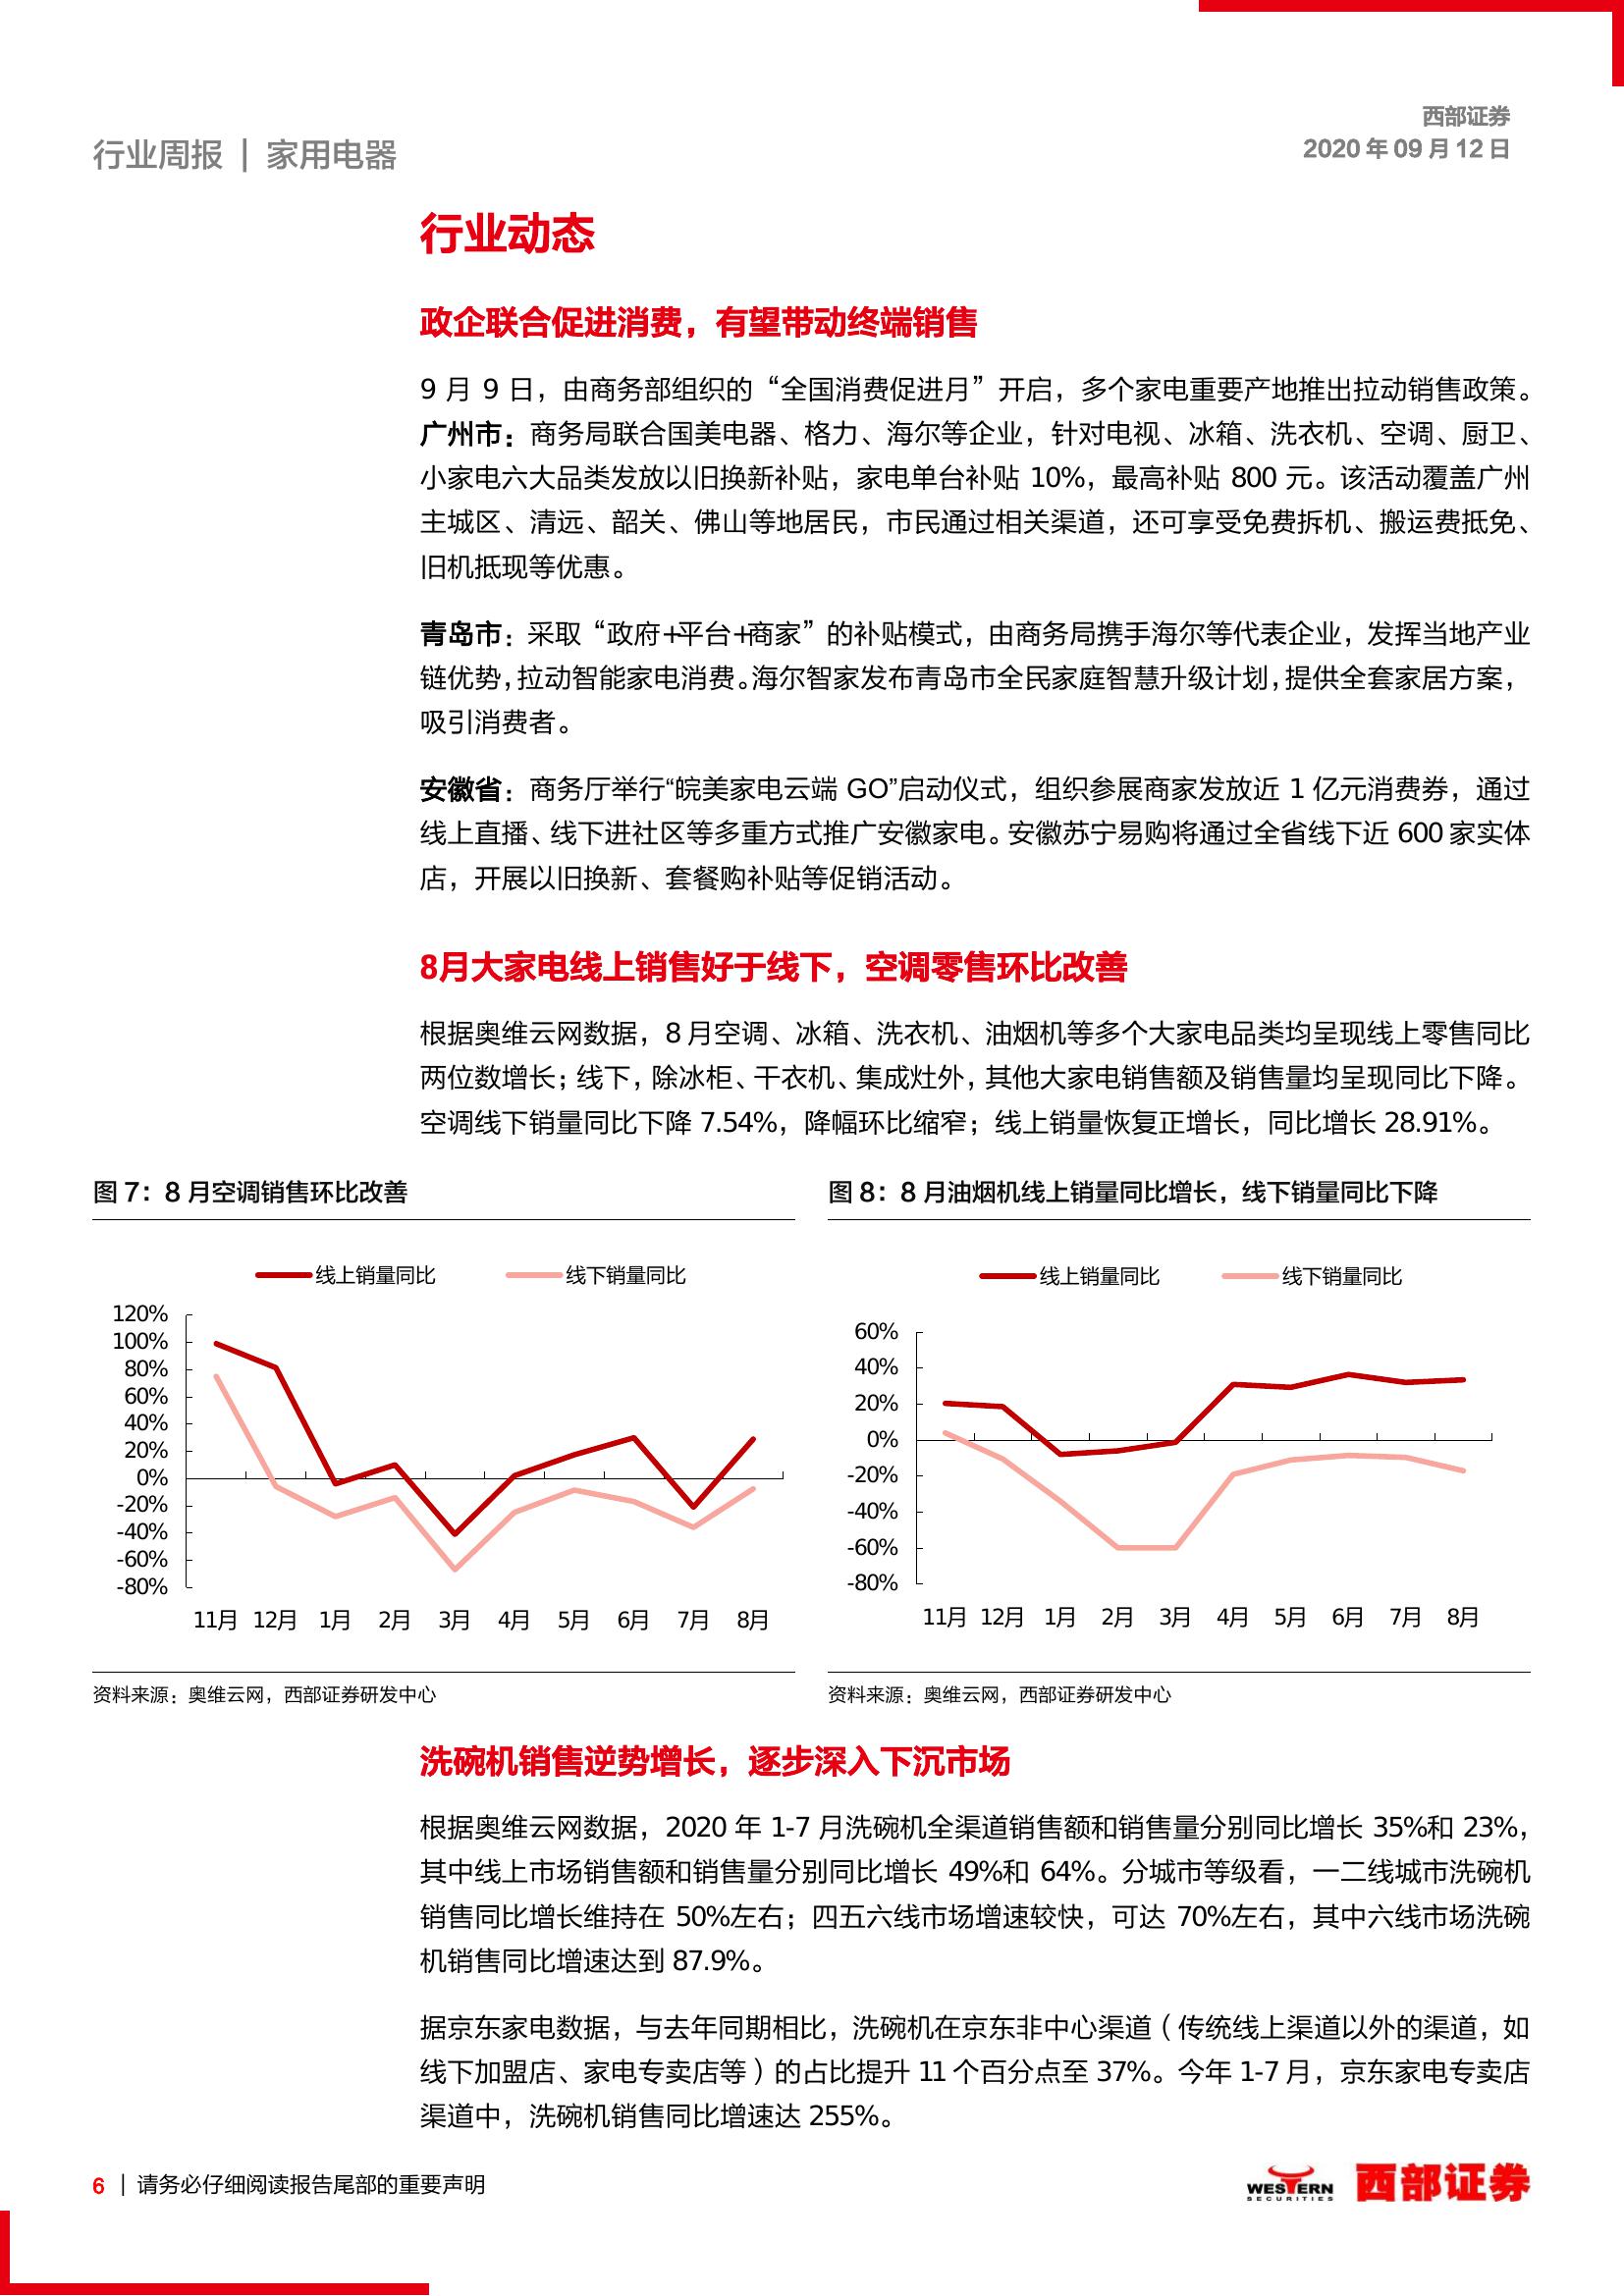 西部证券
行业周报 | 家用电器
2020 年 09 月 12 日
行业动态
政企联合促进消费，有望带动终端销售
9 月 9 日，由商务部组织的“全国消费促进月”开启，多个家电重要产地推出拉动销售政策。
广州市：商务局联合国美电器、格力、海尔等企业，针对电视、冰箱、洗衣机、空调、厨卫、
小家电六大品类发放以旧换新补贴，家电单台补贴 10%，最高补贴 800 元。该活动覆盖广州
主城区、清远、韶关、佛山等地居民，市民通过相关渠道，还可享受免费拆机、搬运费抵免、
旧机抵现等优惠。
青岛市：采取“政府+平台+商家”的补贴模式，由商务局携手海尔等代表企业，发挥当地产业
链优势，拉动智能家电消费。海尔智家发布青岛市全民家庭智慧升级计划，提供全套家居方案，
吸引消费者。
安徽省：商务厅举行“皖美家电云端 GO”启动仪式，组织参展商家发放近 1 亿元消费券，通过
线上直播、线下进社区等多重方式推广安徽家电。安徽苏宁易购将通过全省线下近 600 家实体
店，开展以旧换新、套餐购补贴等促销活动。
8月大家电线上销售好于线下，空调零售环比改善
根据奥维云网数据，8 月空调、冰箱、洗衣机、油烟机等多个大家电品类均呈现线上零售同比
两位数增长；线下，除冰柜、干衣机、集成灶外，其他大家电销售额及销售量均呈现同比下降。
空调线下销量同比下降 7.54%，降幅环比缩窄；线上销量恢复正增长，同比增长 28.91%。
图 7：8 月空调销售环比改善
线上销量同比 线下销量同比
120%
100%
80%
60%
40%
20%
0%
-20%
-40%
-60%
-80%
11月 12月 1月 2月 3月 4月 5月 6月 7月 8月
资料来源：奥维云网，西部证券研发中心
图 8：8 月油烟机线上销量同比增长，线下销量同比下降
线上销量同比 线下销量同比
60%
40%
20%
0%
-20%
-40%
-60%
-80%
11月 12月 1月 2月 3月 4月 5月 6月 7月 8月
资料来源：奥维云网，西部证券研发中心
洗碗机销售逆势增长，逐步深入下沉市场
根据奥维云网数据，2020 年 1-7 月洗碗机全渠道销售额和销售量分别同比增长 35%和 23%，
其中线上市场销售额和销售量分别同比增长 49%和 64%。分城市等级看，一二线城市洗碗机
销售同比增长维持在 50%左右；四五六线市场增速较快，可达 70%左右，其中六线市场洗碗
机销售同比增速达到 87.9%。
据京东家电数据，与去年同期相比，洗碗机在京东非中心渠道（传统线上渠道以外的渠道，如
线下加盟店、家电专卖店等）的占比提升 11 个百分点至 37%。今年 1-7 月，京东家电专卖店
渠道中，洗碗机销售同比增速达 255%。
6 | 请务必仔细阅读报告尾部的重要声明
WESTERN
SECURITIES
西部证券